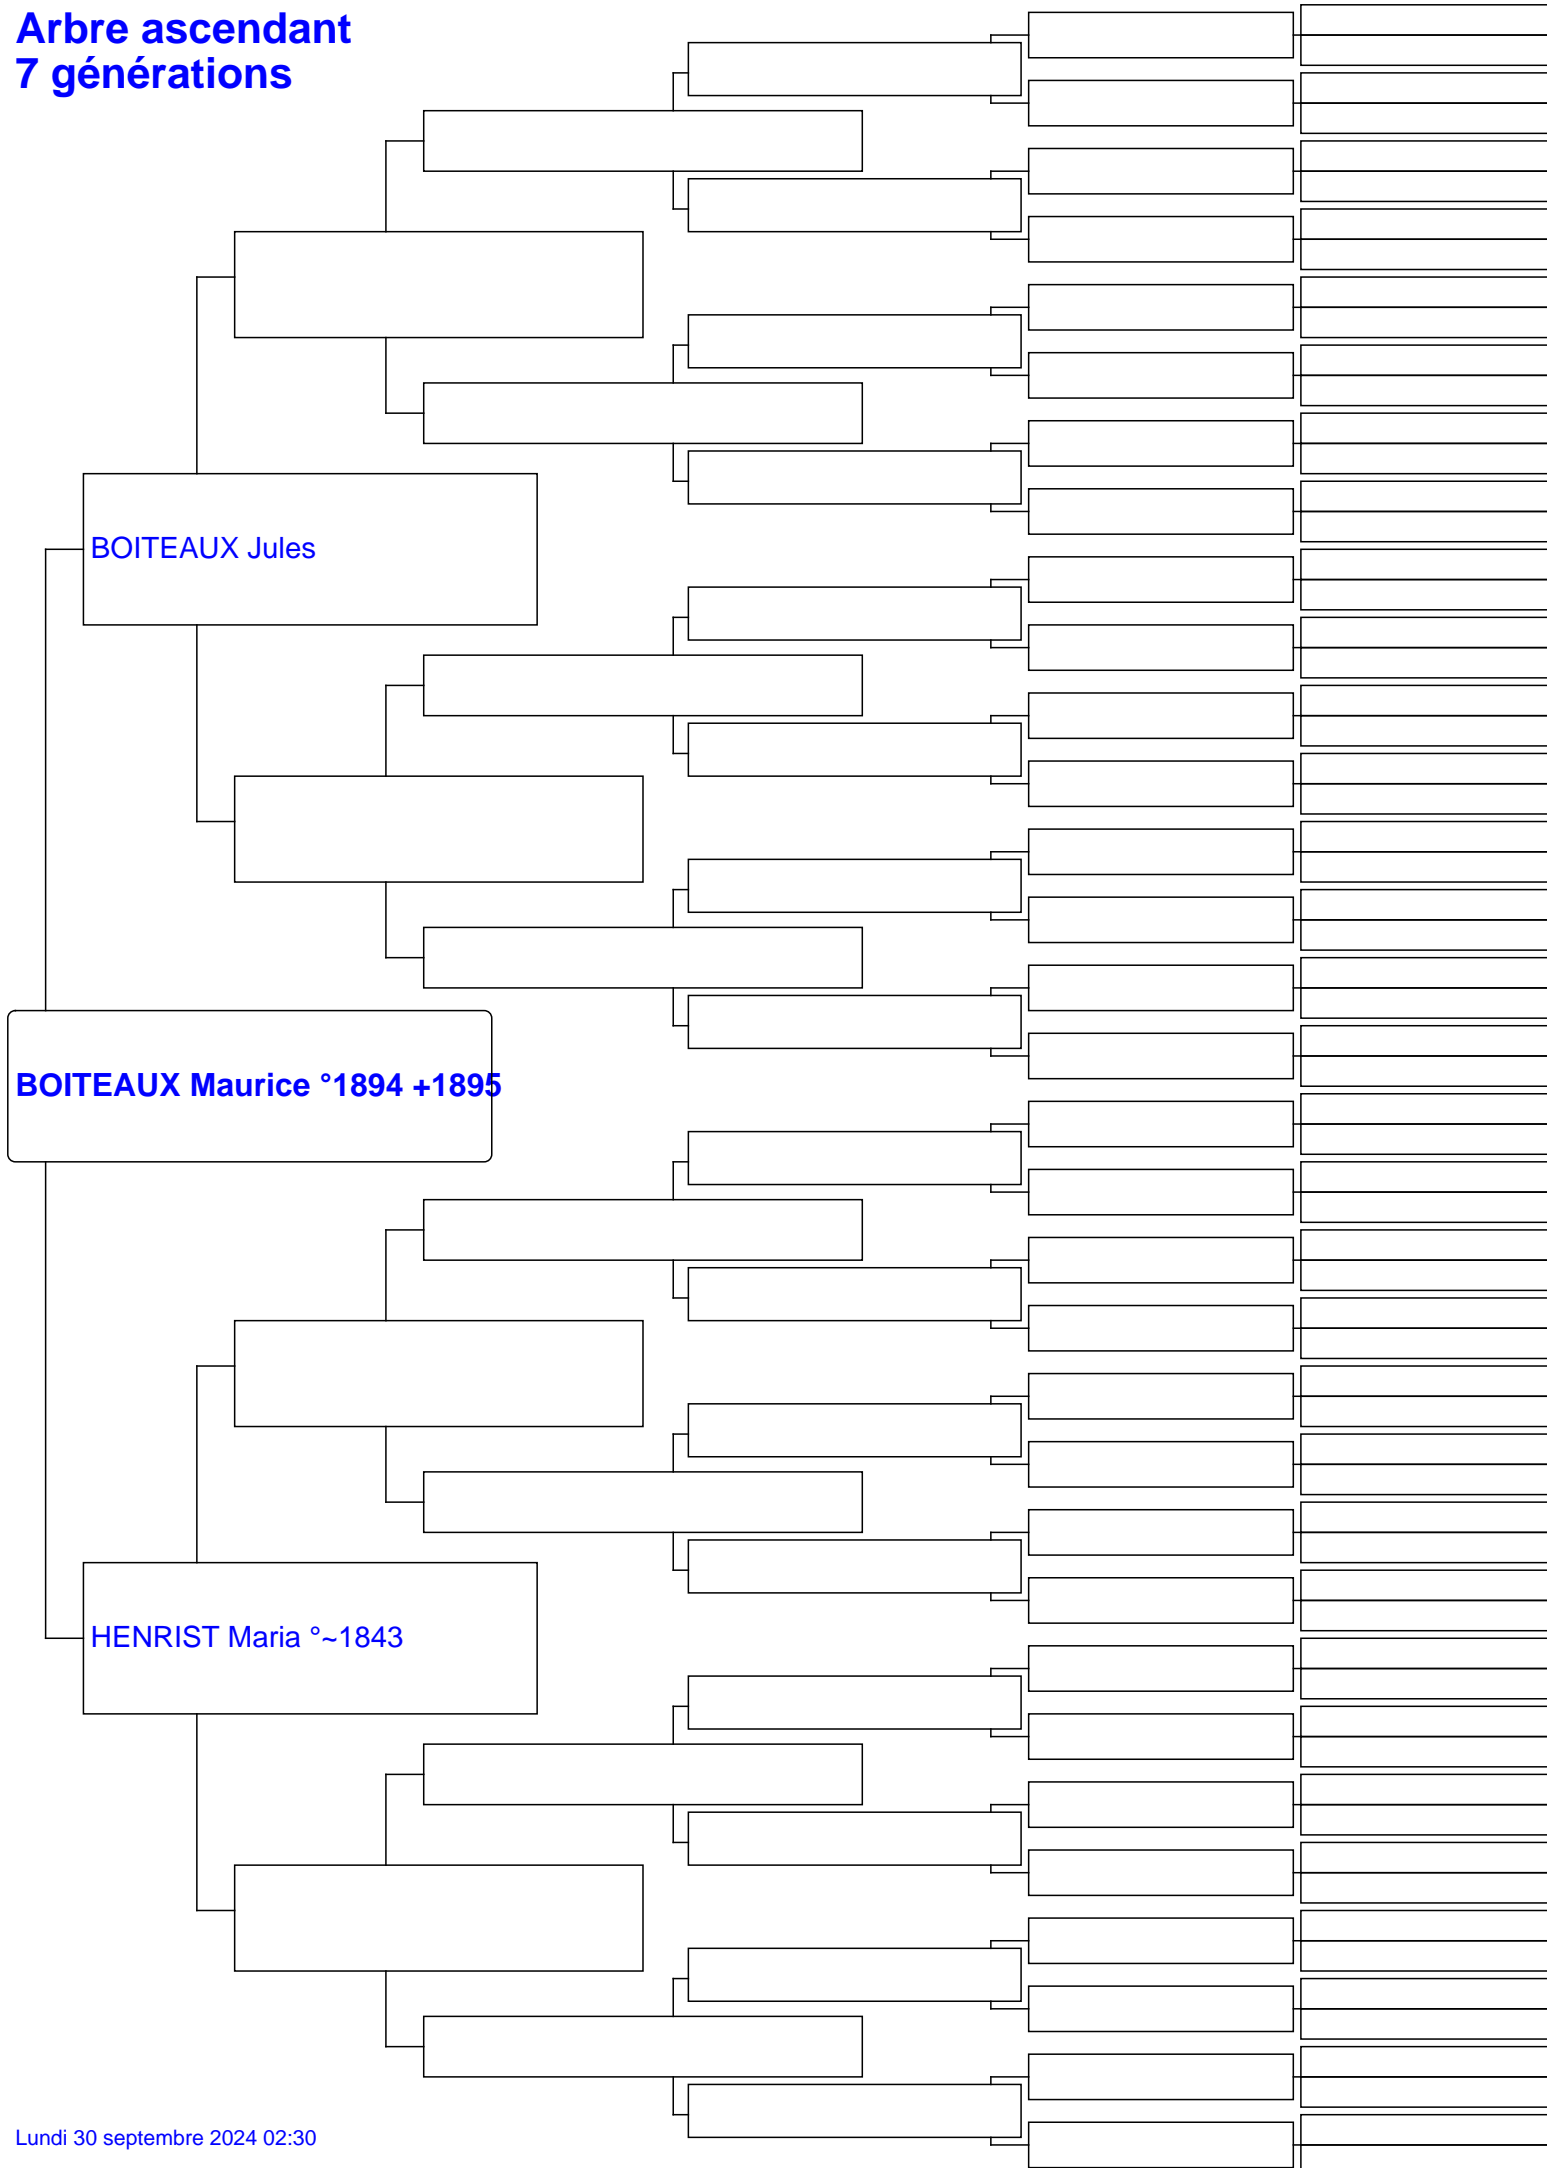 Arbre ascendant
7 générations
BOITEAUX Jules
BOITEAUX Maurice °1894 +1895
HENRIST Maria °~1843
Lundi 30 septembre 2024 02:30